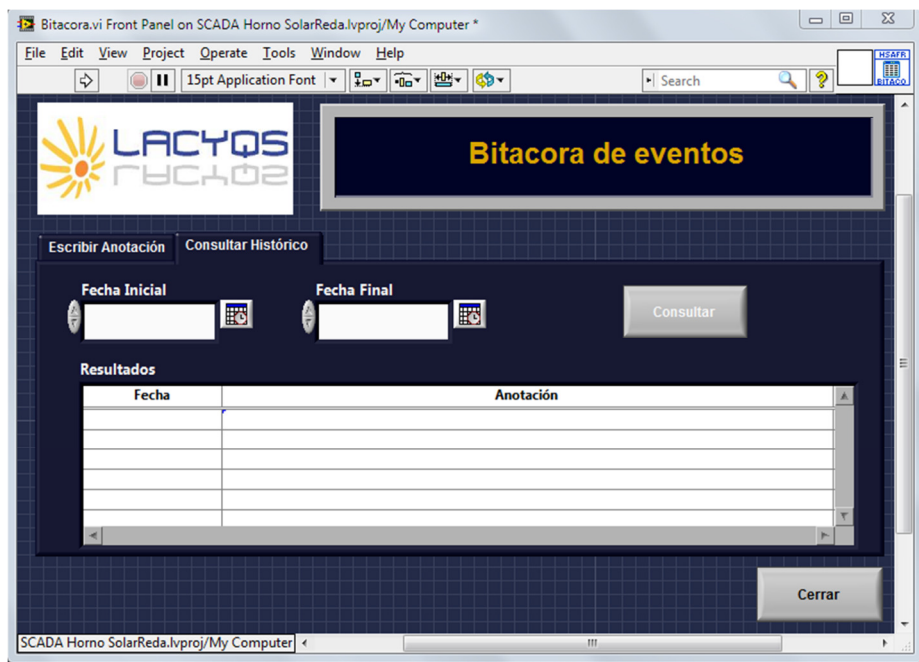 Bitacora.vi Front Panel on SCADA Horno SolarReda.lvproj/My Computer *
File Edit View Project Operate Tools Window Help
15pt Application Font
Search
HSAFR
BITACO
LACYQS
Bitacora de eventos
Escribir Anotación
Consultar Histórico
Fecha Inicial
Fecha Final
Consultar
Resultados
Fecha
Anotación
Cerrar
SCADA Horno SolarReda.lvproj/My Computer